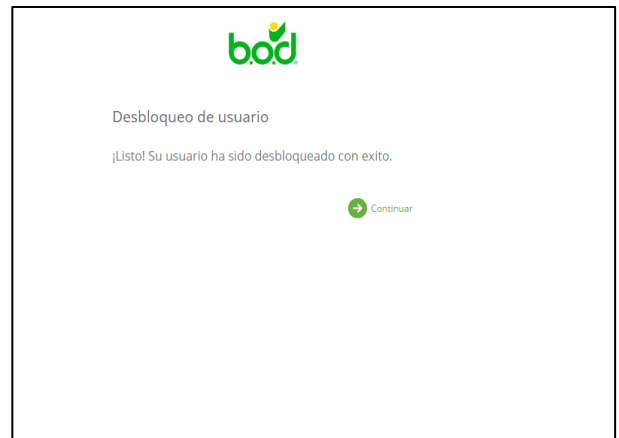 b.o.d
Desbloqueo de usuario
¡Listo! Su usuario ha sido desbloqueado con exito.
Continuar